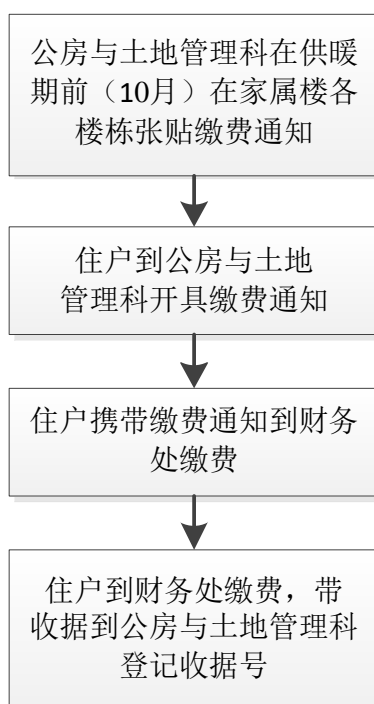 公房与土地管理科在供暖
期前（10月）在家属楼各
楼栋张贴缴费通知
住户到公房与土地
管理科开具缴费通知
住户携带缴费通知到财务
处缴费
住户到财务处缴费，带
收据到公房与土地管理科
登记收据号